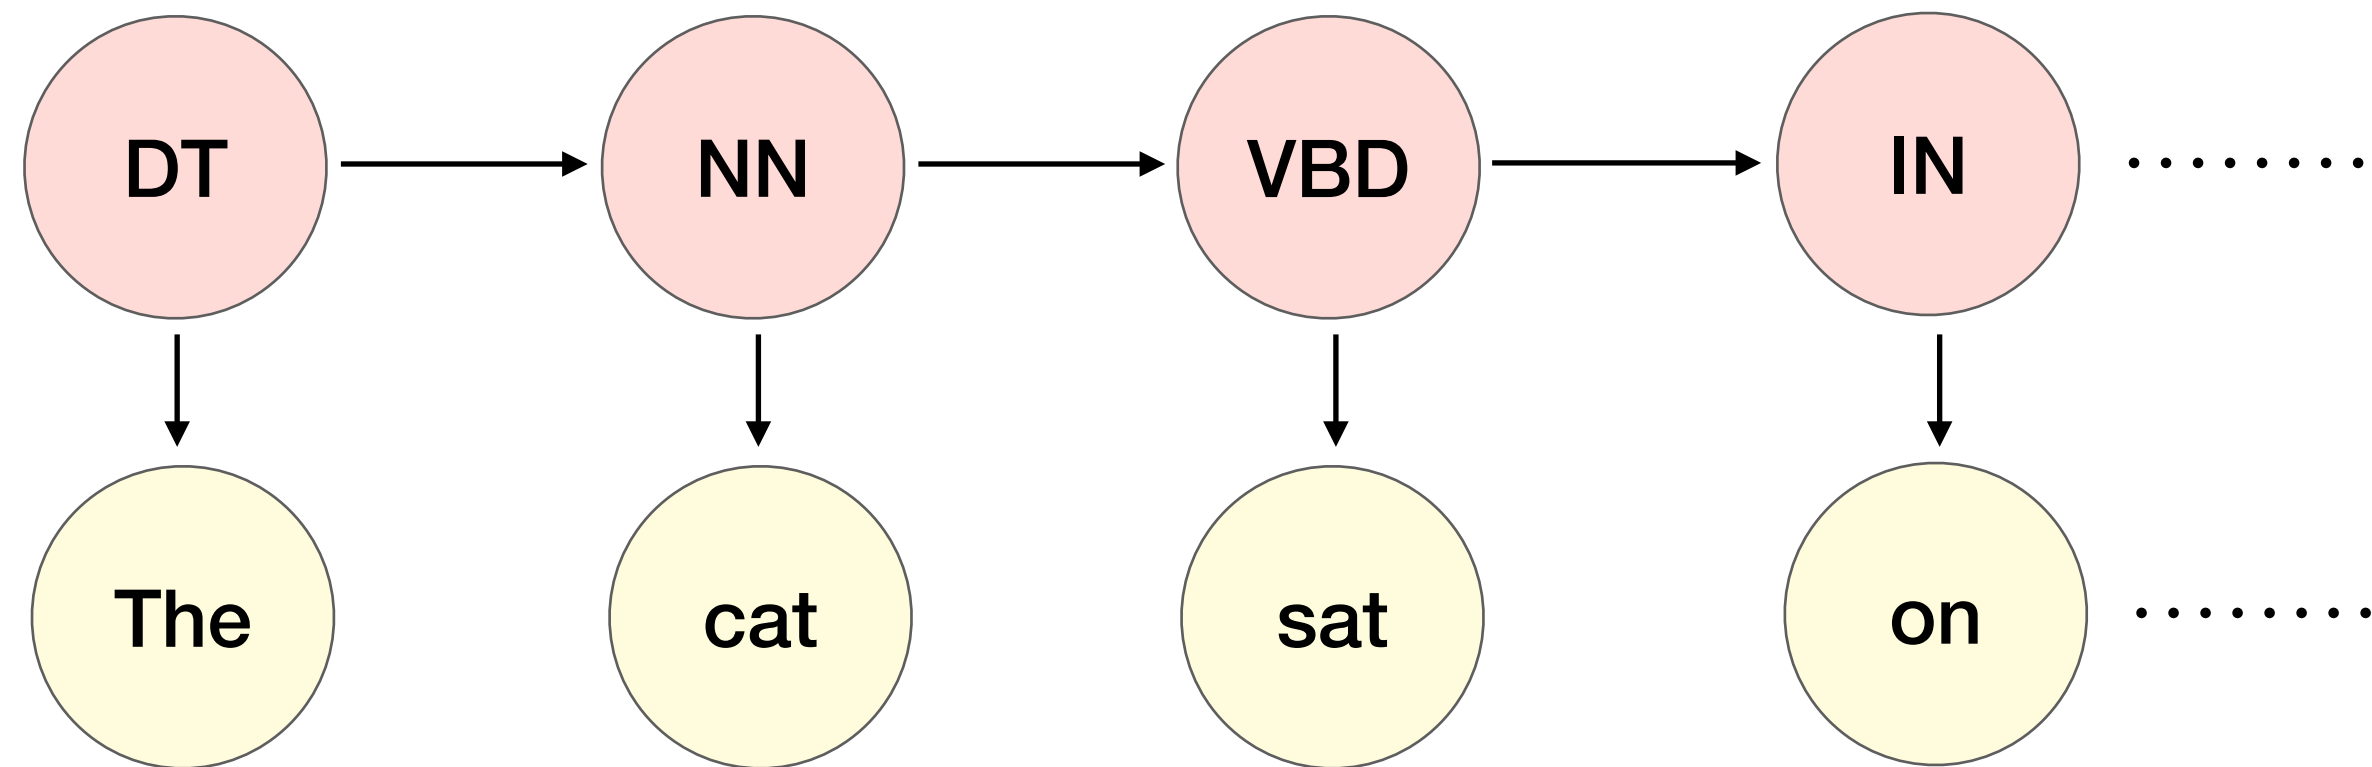 DT NN VBD IN ........
The cat sat on ........